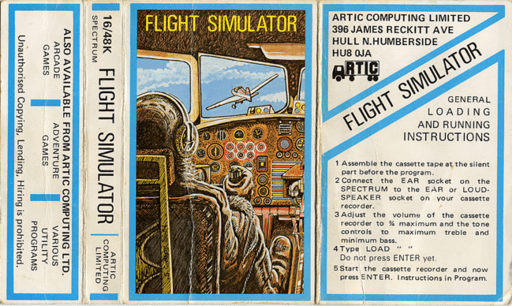 ALSO AVAILABLE FROM ARTIC COMPUTING LTD.
ARCADE
GAMES
ADVENTURE
GAMES
VARIOUS
UTILITY
PROGRAMS
Unauthorised Copying, Lending, Hiring is prohibited.
16/48K
SPECTRUM
FLIGHT SIMULATOR
ARTIC
COMPUTING
LIMITED
FLIGHT SIMULATOR
ARTIC COMPUTING LIMITED
396 JAMES RECKITT AVE
HULL N.HUMBERSIDE
HU8 0JA
ARTIC
FLIGHT SIMULATOR
GENERAL
LOADING
AND RUNNING
INSTRUCTIONS
1 Assemble the cassette tape at the silent
part before the program.
2 Connect the EAR socket on the
SPECTRUM to the EAR or LOUD-
SPEAKER socket on your cassette
recorder.
3 Adjust the volume of the cassette
recorder to ¾ maximum and the tone
controls to maximum treble and
minimum bass.
4 Type LOAD " "
Do not press ENTER yet.
5 Start the cassette recorder and now
press ENTER. Instructions in Program.